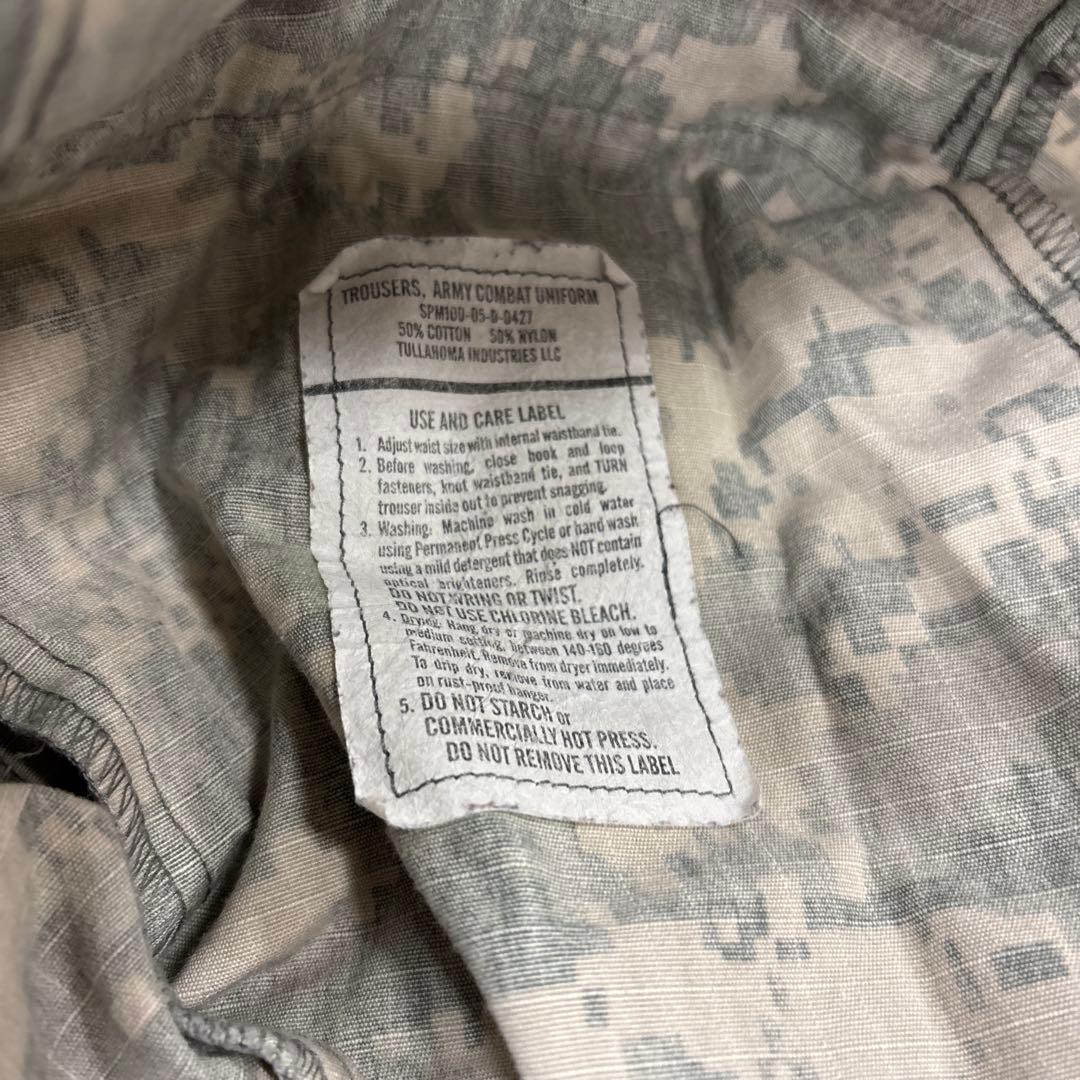 TROUSERS, ARMY COMBAT UNIFORM
SPM100-05-D-0427
50% COTTON 50% NYLON
TULLAHOMA INDUSTRIES LLC
USE AND CARE LABEL
1. Adjust waist size with internal waistband tie.
2. Before washing, close hook and loop
fasteners, knot waistband tie, and TURN
trouser inside out to prevent snagging.
3. Washing: Machine wash in cold water
using Permanent Press Cycle or hand wash
using a mild detergent that does NOT contain
optical brighteners. Rinse completely.
DO NOT WRING OR TWIST.
DO NOT USE CHLORINE BLEACH.
4. Drying: Hang dry or machine dry on low to
medium setting, between 140-160 degrees
Fahrenheit. Remove from dryer immediately.
To drip dry, remove from water and place
on rust-proof hanger.
5. DO NOT STARCH or
COMMERCIALLY HOT PRESS.
DO NOT REMOVE THIS LABEL